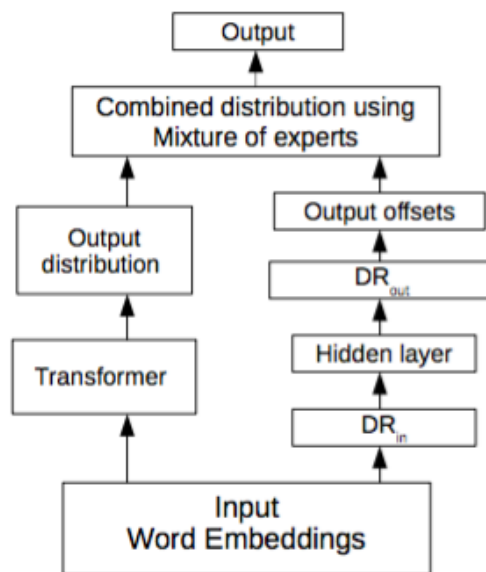 Output
Combined distribution using
Mixture of experts
Output
distribution
Output offsets
DRout
Transformer
Hidden layer
DRin
Input
Word Embeddings